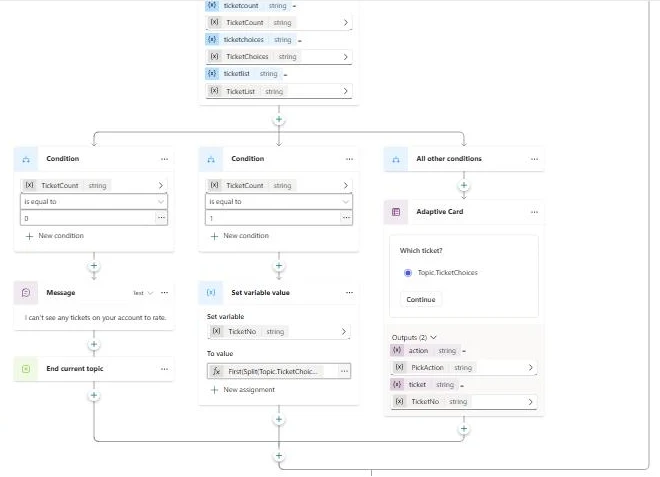 ticketcount string =
TicketCount string
ticketchoices string =
TicketChoices string
ticketlist string =
TicketList string
Condition
TicketCount string
is equal to
0
New condition
Message Text
I can't see any tickets on your account to rate.
End current topic
Condition
TicketCount string
is equal to
1
New condition
Set variable value
Set variable
TicketNo string
To value
fx First(Split(Topic.TicketChoic...
New assignment
All other conditions
Adaptive Card
Which ticket?
Topic.TicketChoices
Continue
Outputs (2)
action string =
PickAction string
ticket string =
TicketNo string